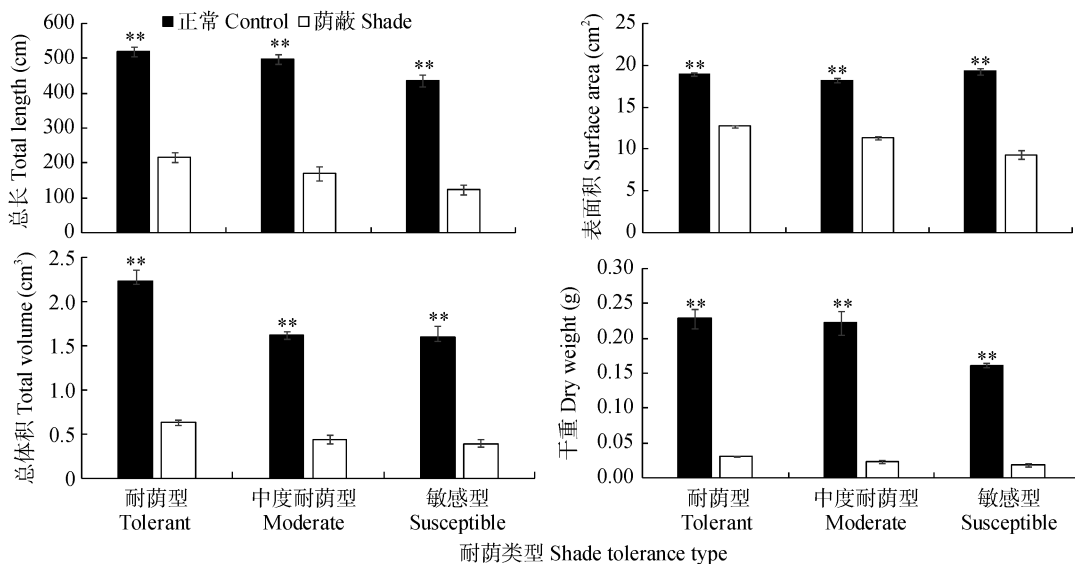 ■正常 Control □荫蔽 Shade
总长 Total length (cm)
600
500
400
300
200
100
0
** ** **
表面积 Surface area (cm²)
25
20
15
10
5
0
** ** **
总体积 Total volume (cm³)
2.5
2.0
1.5
1.0
0.5
0
** ** **
耐荫型 中度耐荫型 敏感型
Tolerant Moderate Susceptible
干重 Dry weight (g)
0.30
0.25
0.20
0.15
0.10
0.05
0.00
** ** **
耐荫型 中度耐荫型 敏感型
Tolerant Moderate Susceptible
耐荫类型 Shade tolerance type